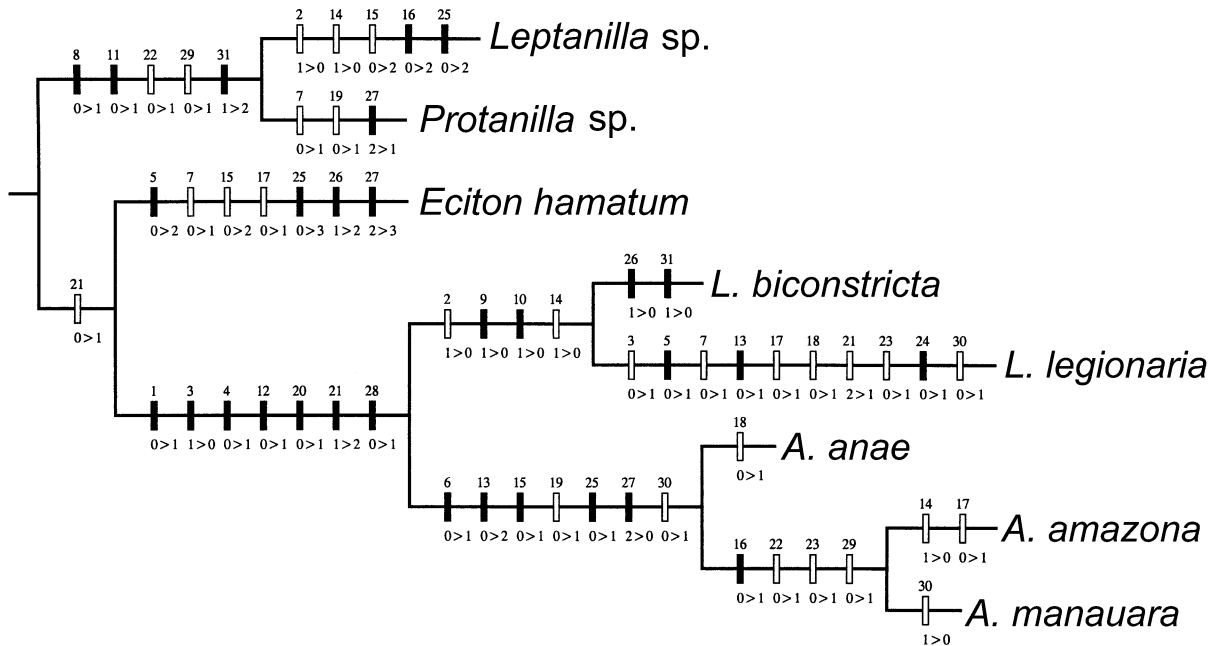 2 14 15 16 25
Leptanilla sp.
1>0 1>0 0>2 0>2 0>2
8 11 22 29 31
0>1 0>1 0>1 0>1 1>2
7 19 27
Protanilla sp.
0>1 0>1 2>1
5 7 15 17 25 26 27
Eciton hamatum
0>2 0>1 0>2 0>1 0>3 1>2 2>3
26 31
L. biconstricta
1>0 1>0
21
0>1
2 9 10 14
1>0 1>0 1>0 1>0
3 5 7 13 17 18 21 23 24 30
L. legionaria
0>1 0>1 0>1 0>1 0>1 0>1 2>1 0>1 0>1 0>1
1 3 4 12 20 21 28
0>1 1>0 0>1 0>1 0>1 1>2 0>1
18
A. anae
0>1
6 13 15 19 25 27 30
0>1 0>2 0>1 0>1 0>1 2>0 0>1
14 17
A. amazona
1>0 0>1
16 22 23 29
0>1 0>1 0>1 0>1
30
A. manauara
1>0